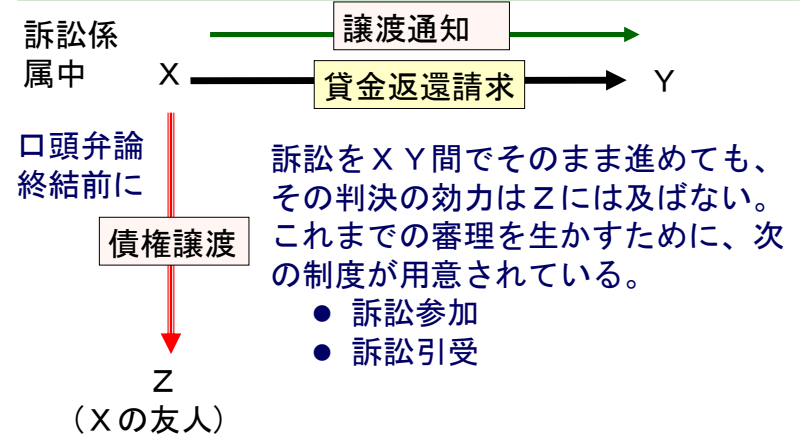 訴訟係
属中
譲渡通知
X
貸金返還請求
Y
口頭弁論
終結前に
債権譲渡
訴訟をXY間でそのまま進めても、
その判決の効力はZには及ばない。
これまでの審理を生かすために、次
の制度が用意されている。
● 訴訟参加
● 訴訟引受
Z
(Xの友人)